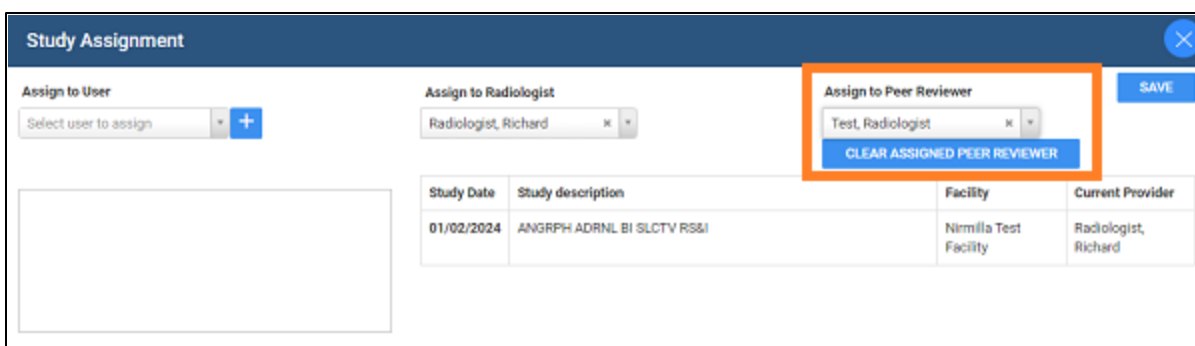 Study Assignment
Assign to User
Select user to assign
+
Assign to Radiologist
Radiologist, Richard
Assign to Peer Reviewer
Test, Radiologist
CLEAR ASSIGNED PEER REVIEWER
SAVE
Study Date Study description Facility Current Provider
01/02/2024 ANGRPH ADRNL BI SLCTV RS&I Nirmilla Test Radiologist,
Facility Richard